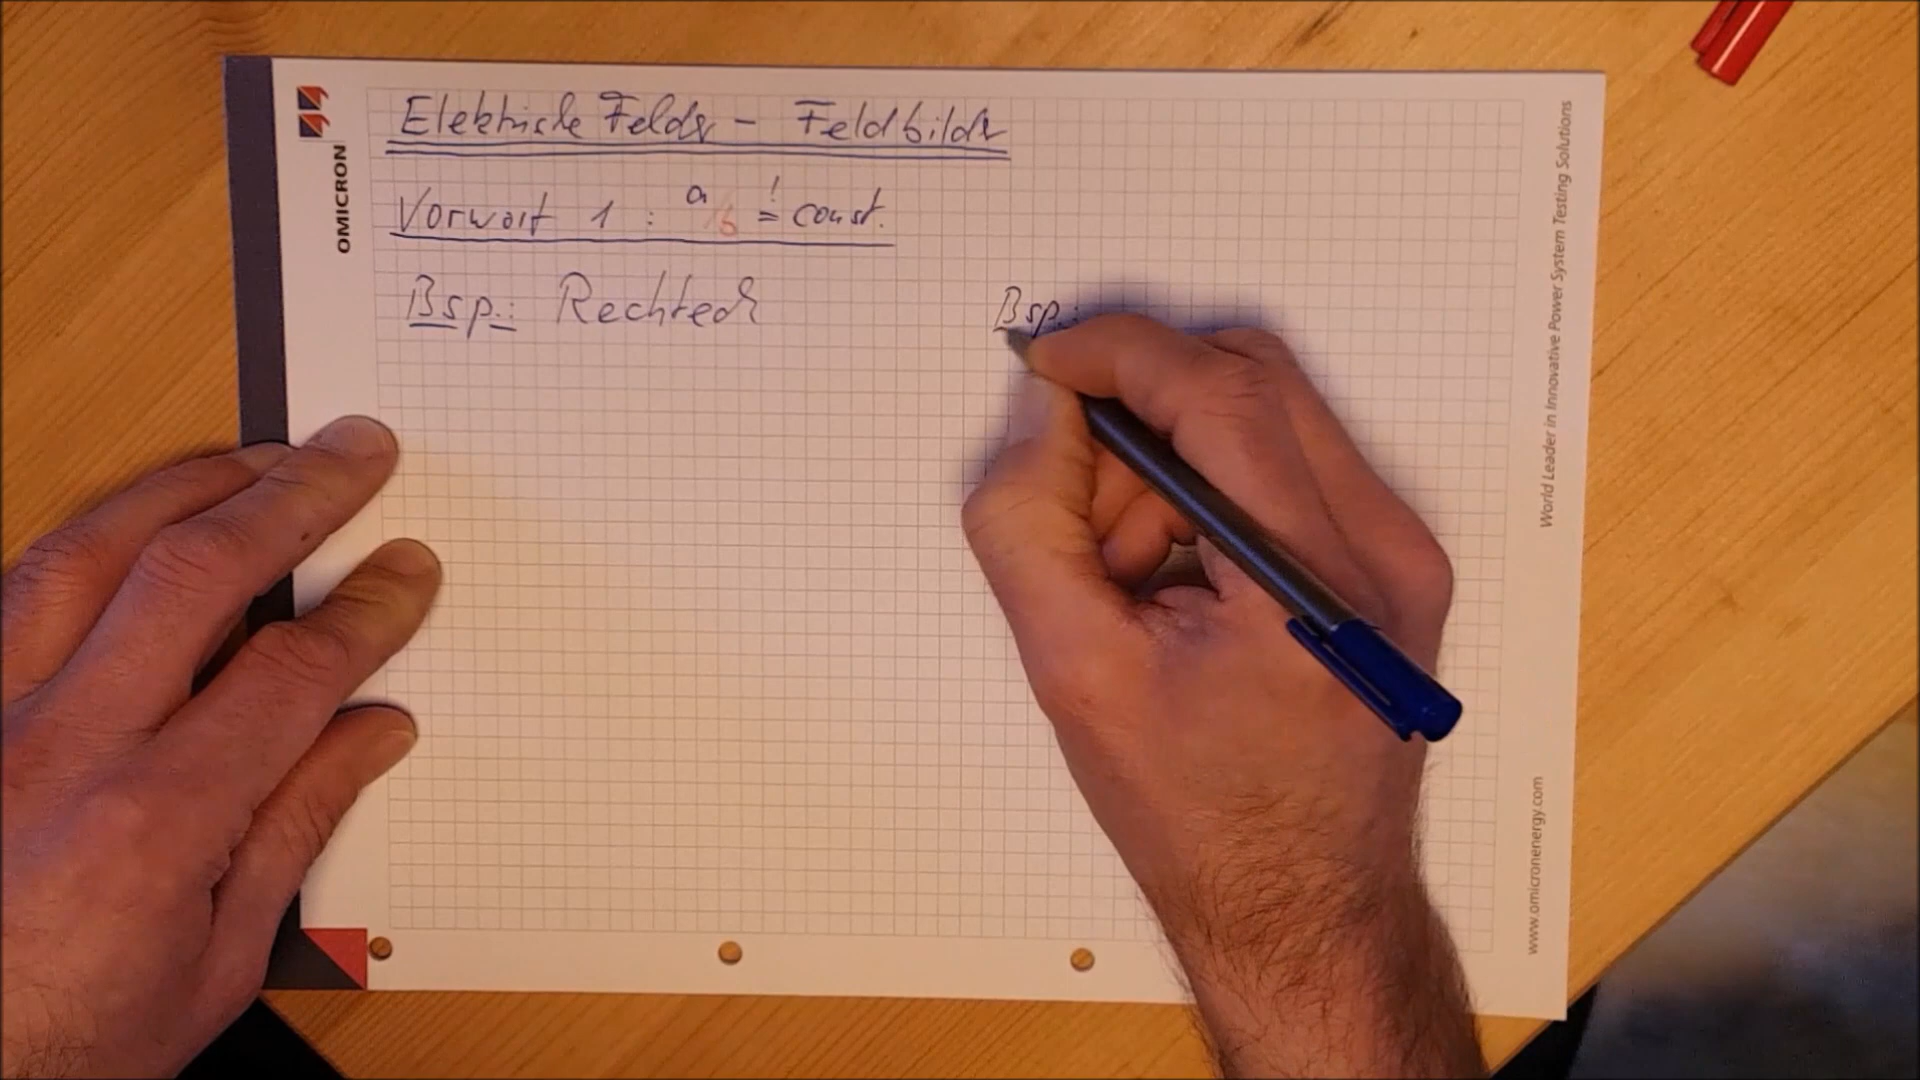 Elektrische Felder - Feldbilder
Vorwort 1 : a/b != const.
Bsp.: Rechteck
Bsp.:
OMICRON
World Leader in Innovative Power System Testing Solutions
www.omicronenergy.com